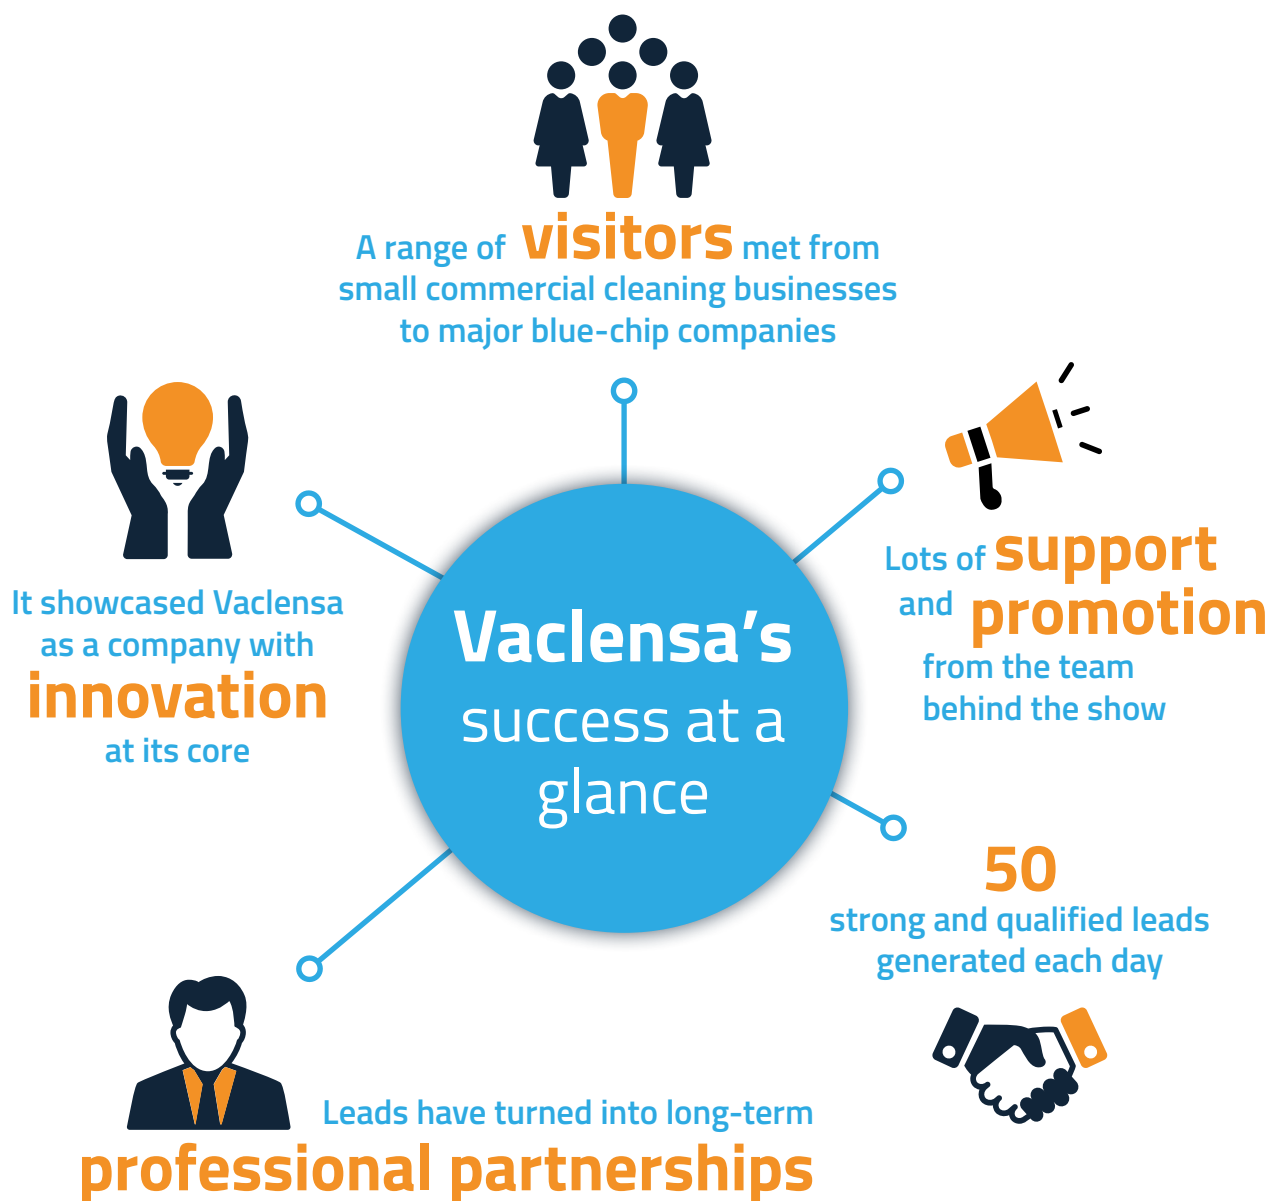 A range of visitors met from
small commercial cleaning businesses
to major blue-chip companies
Lots of support
and promotion
from the team
behind the show
It showcased Vaclensa
as a company with
innovation
at its core
Vaclensa’s
success at a
glance
50
strong and qualified leads
generated each day
Leads have turned into long-term
professional partnerships